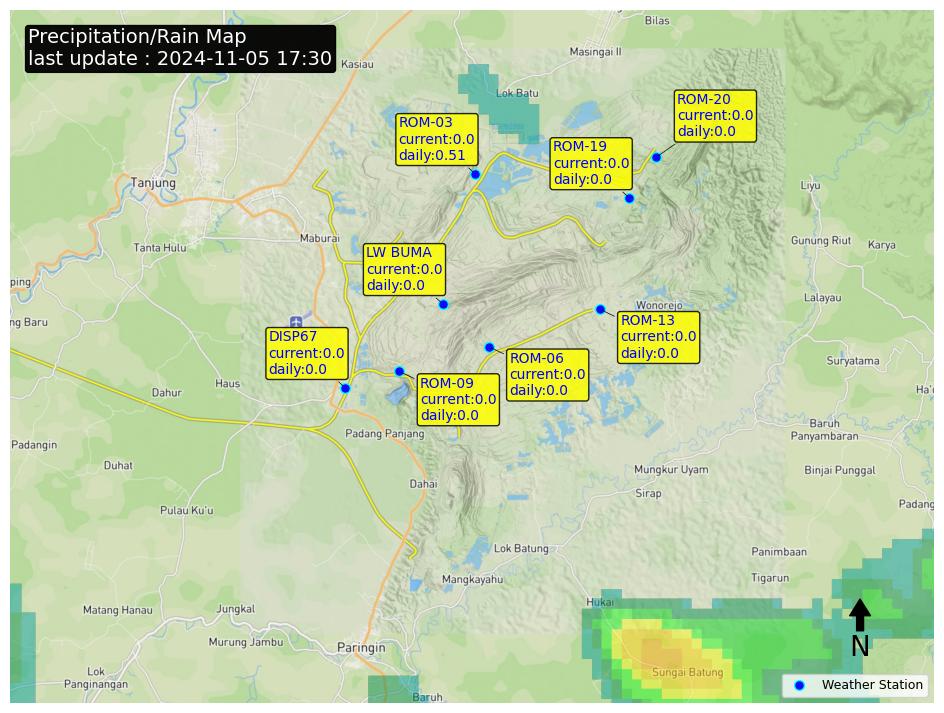 Precipitation/Rain Map
last update : 2024-11-05 17:30
Bilas
Masingai II
Kasiau
Lok Batu
ROM-20
current:0.0
daily:0.0
ROM-03
current:0.0
daily:0.51
ROM-19
current:0.0
daily:0.0
Tanjung
Liyu
Maburai
Tanta Hulu
Gunung Riut
Karya
LW BUMA
current:0.0
daily:0.0
ping
Lalayau
Wonorejo
ng Baru
ROM-13
current:0.0
daily:0.0
DISP67
current:0.0
daily:0.0
ROM-06
current:0.0
daily:0.0
Suryatama
ROM-09
current:0.0
daily:0.0
Haus
Dahur
Ha'o
Baruh
Panyambaran
Padang Panjang
Padangin
Duhat
Mungkur Uyam
Binjai Punggal
Dahai
Sirap
Padang
Pulau Ku'u
Lok Batung
Panimbaan
Mangkayahu
Tigarun
Hukai
Matang Hanau
Jungkal
Murung Jambu
Paringin
N
Lok
Panginangan
Sungai Batung
Baruh
Weather Station